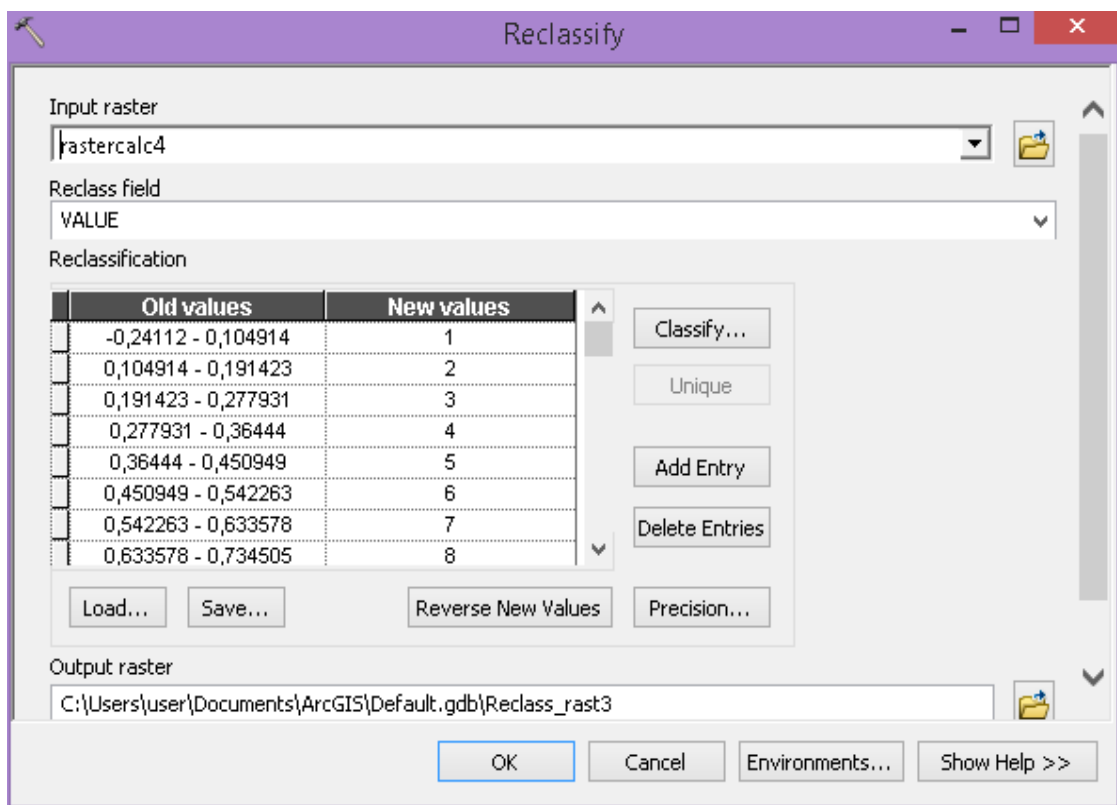 Reclassify
Input raster
rastercalc4
Reclass field
VALUE
Reclassification
Old values New values
-0,24112 - 0,104914 1
0,104914 - 0,191423 2
0,191423 - 0,277931 3
0,277931 - 0,36444 4
0,36444 - 0,450949 5
0,450949 - 0,542263 6
0,542263 - 0,633578 7
0,633578 - 0,734505 8
Classify...
Unique
Add Entry
Delete Entries
Load... Save... Reverse New Values Precision...
Output raster
C:\Users\user\Documents\ArcGIS\Default.gdb\Reclass_rast3
OK Cancel Environments... Show Help >>